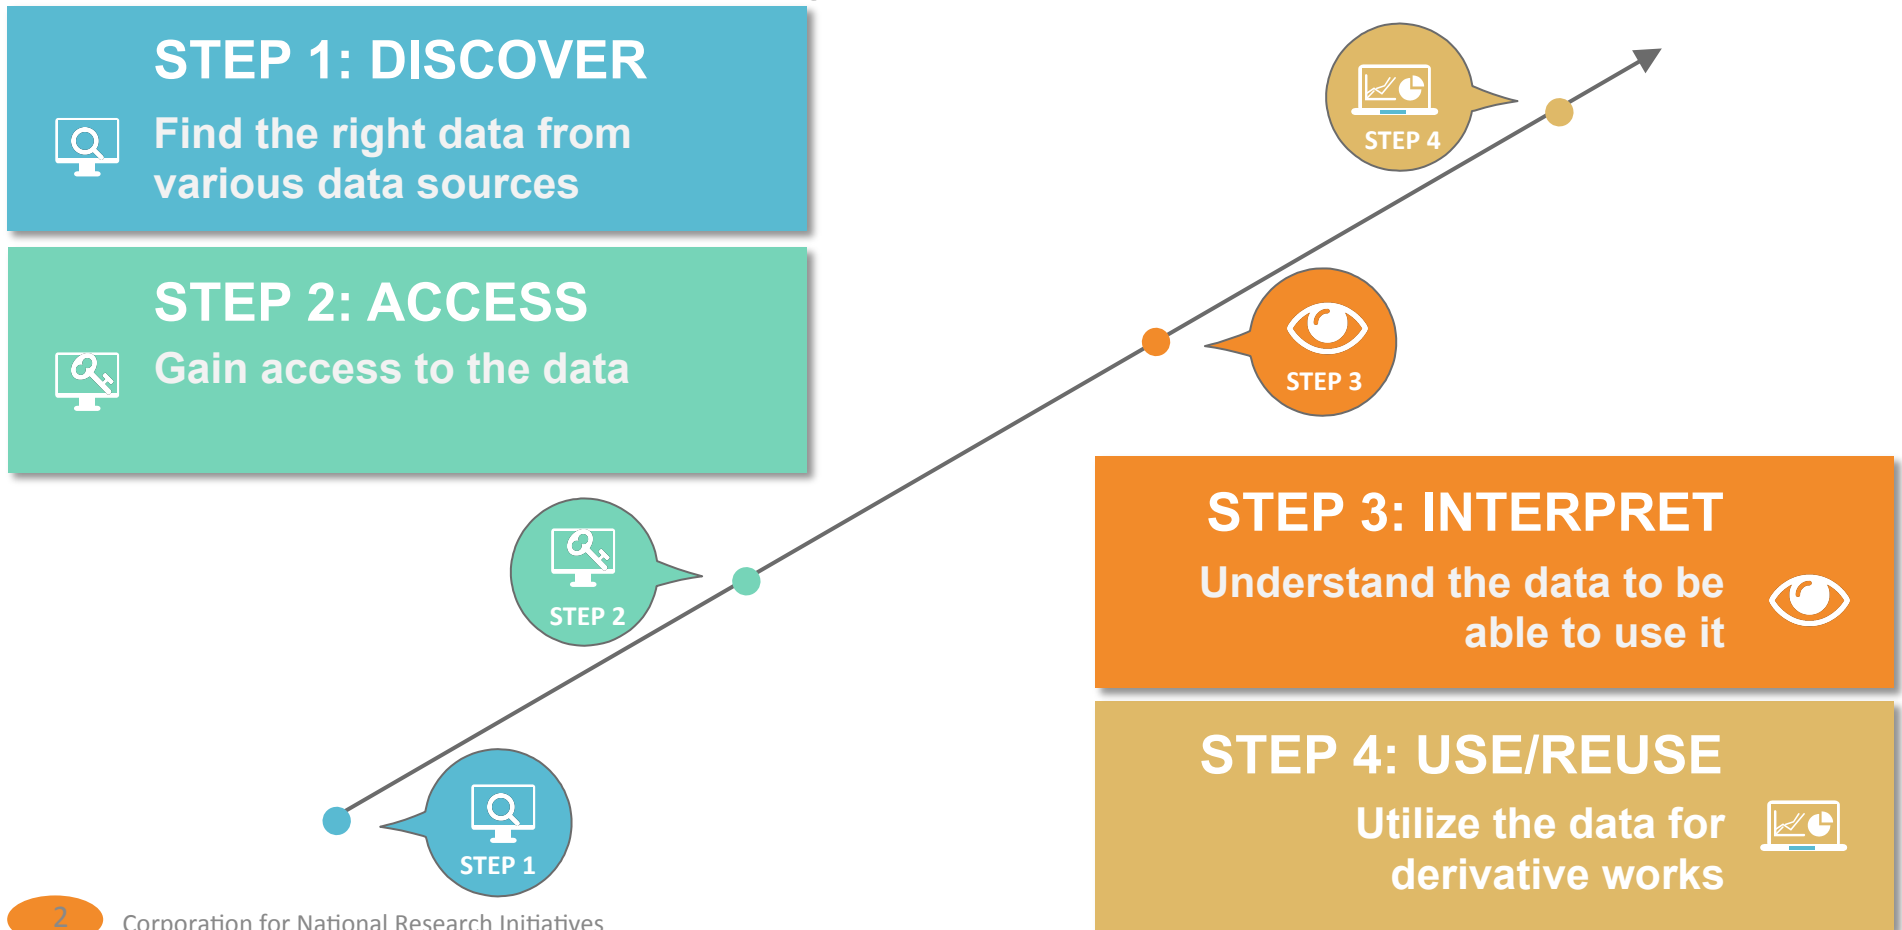 STEP 1: DISCOVER
Find the right data from
various data sources
STEP 2: ACCESS
Gain access to the data
STEP 4
STEP 3
STEP 2
STEP 1
STEP 3: INTERPRET
Understand the data to be
able to use it
STEP 4: USE/REUSE
Utilize the data for
derivative works
2
Corporation for National Research Initiatives